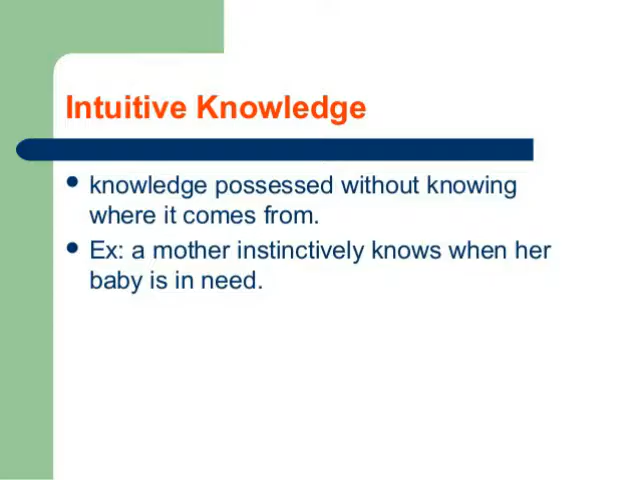 Intuitive Knowledge
knowledge possessed without knowing
where it comes from.
Ex: a mother instinctively knows when her
baby is in need.